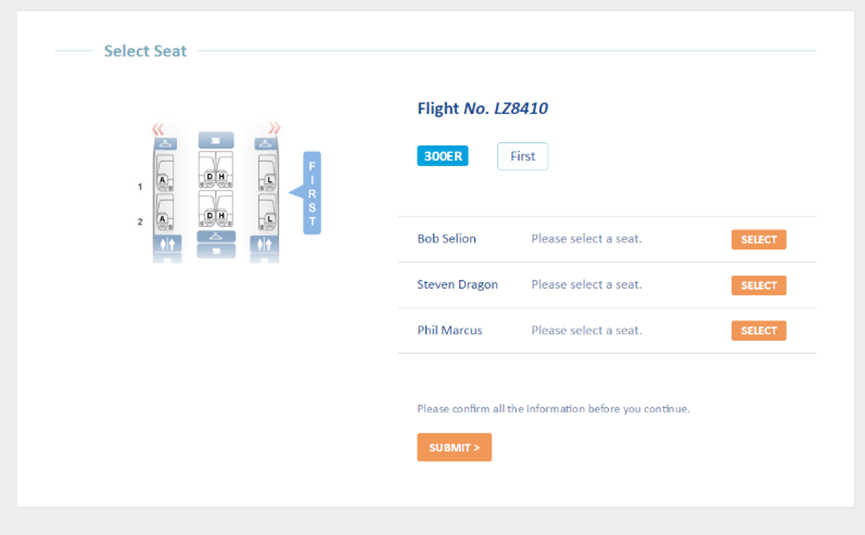 Select Seat
Flight No. LZ8410
300ER First
FIRST
1 A D H L
2 A D H L
Bob Selion Please select a seat. SELECT
Steven Dragon Please select a seat. SELECT
Phil Marcus Please select a seat. SELECT
Please confirm all the information before you continue.
SUBMIT >